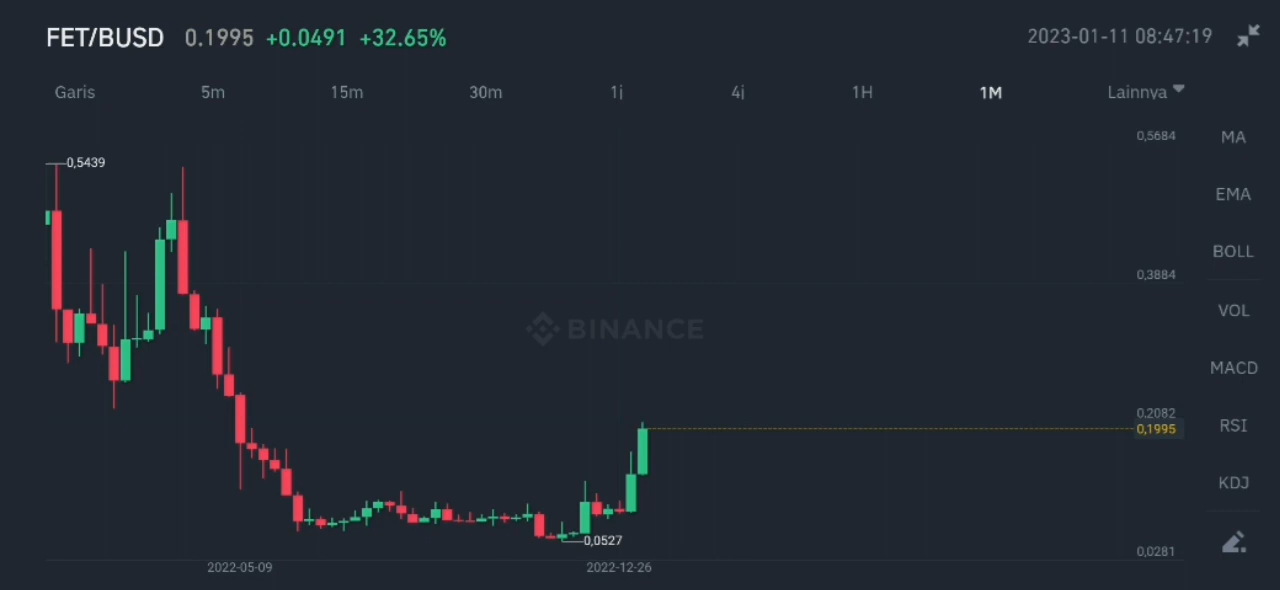 FET/BUSD 0.1995 +0.0491 +32.65% 2023-01-11 08:47:19
Garis 5m 15m 30m 1j 4j 1H 1M Lainnya
0,5684
MA
0,5439
EMA
BOLL
0,3884
VOL
BINANCE
MACD
0,2082
RSI
0,1995
KDJ
0,0527
0,0281
2022-05-09 2022-12-26